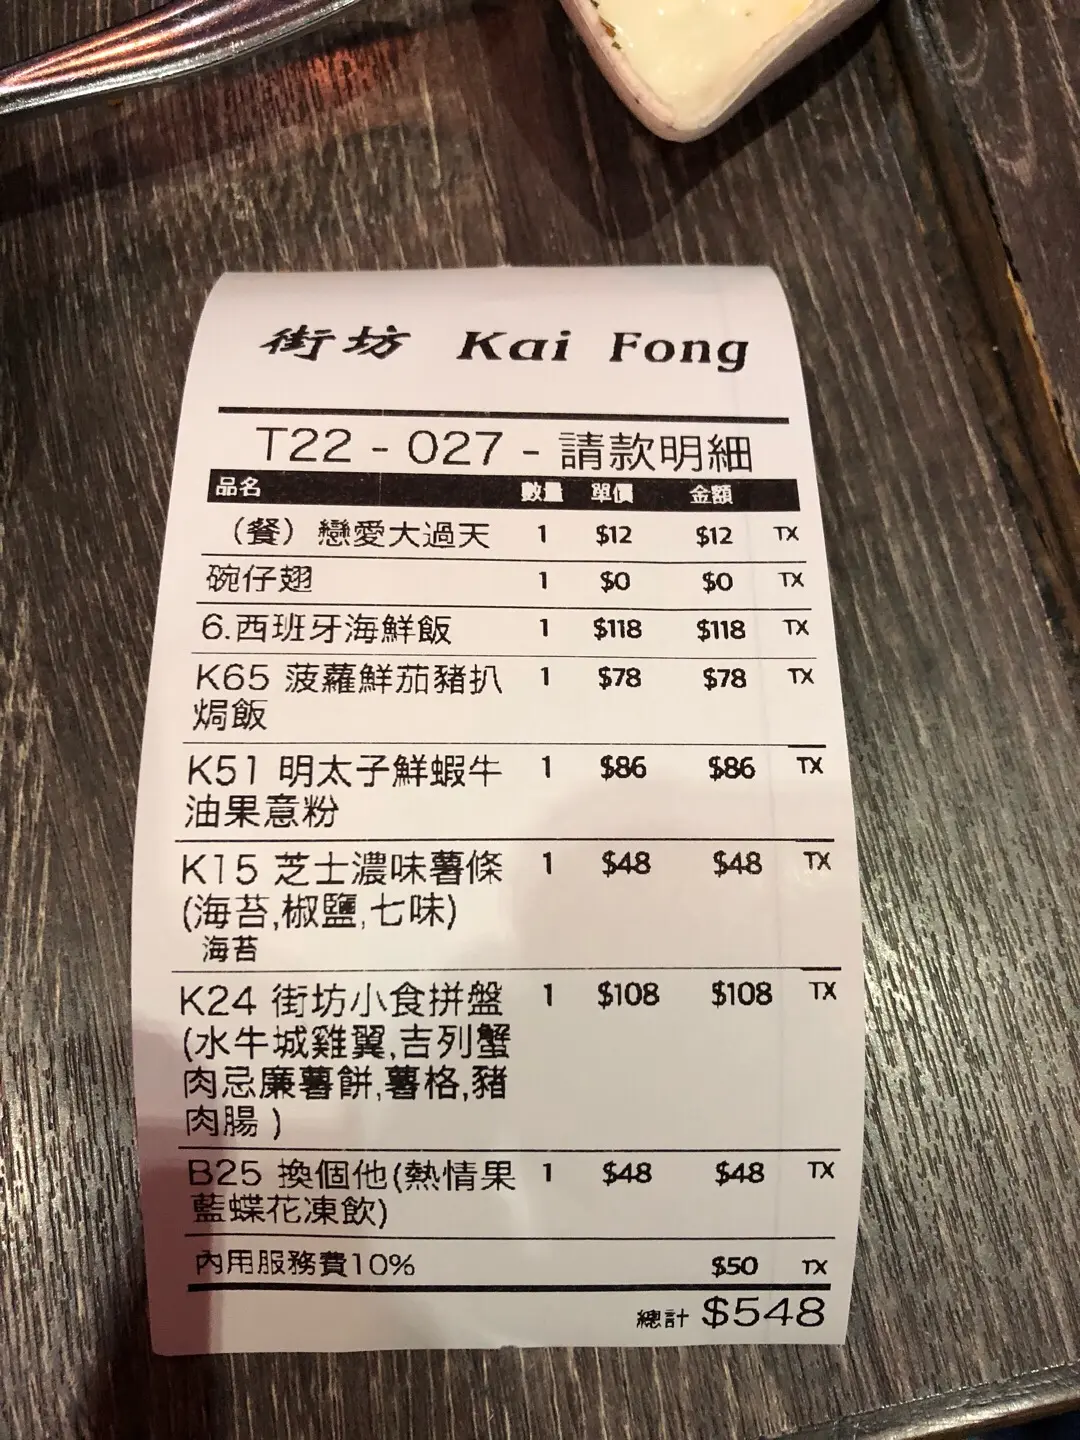 街坊 Kai Fong
T22 - 027 - 請款明細
品名 數量 單價 金額
（餐）戀愛大過天 1 $12 $12 TX
碗仔翅 1 $0 $0 TX
6.西班牙海鮮飯 1 $118 $118 TX
K65 菠蘿鮮茄豬扒 1 $78 $78 TX
焗飯
K51 明太子鮮蝦牛 1 $86 $86 TX
油果意粉
K15 芝士濃味薯條 1 $48 $48 TX
(海苔,椒鹽,七味)
海苔
K24 街坊小食拼盤 1 $108 $108 TX
(水牛城雞翼,吉列蟹
肉忌廉薯餅,薯格,豬
肉腸 )
B25 換個他(熱情果 1 $48 $48 TX
藍蝶花凍飲)
內用服務費10% $50 TX
總計 $548